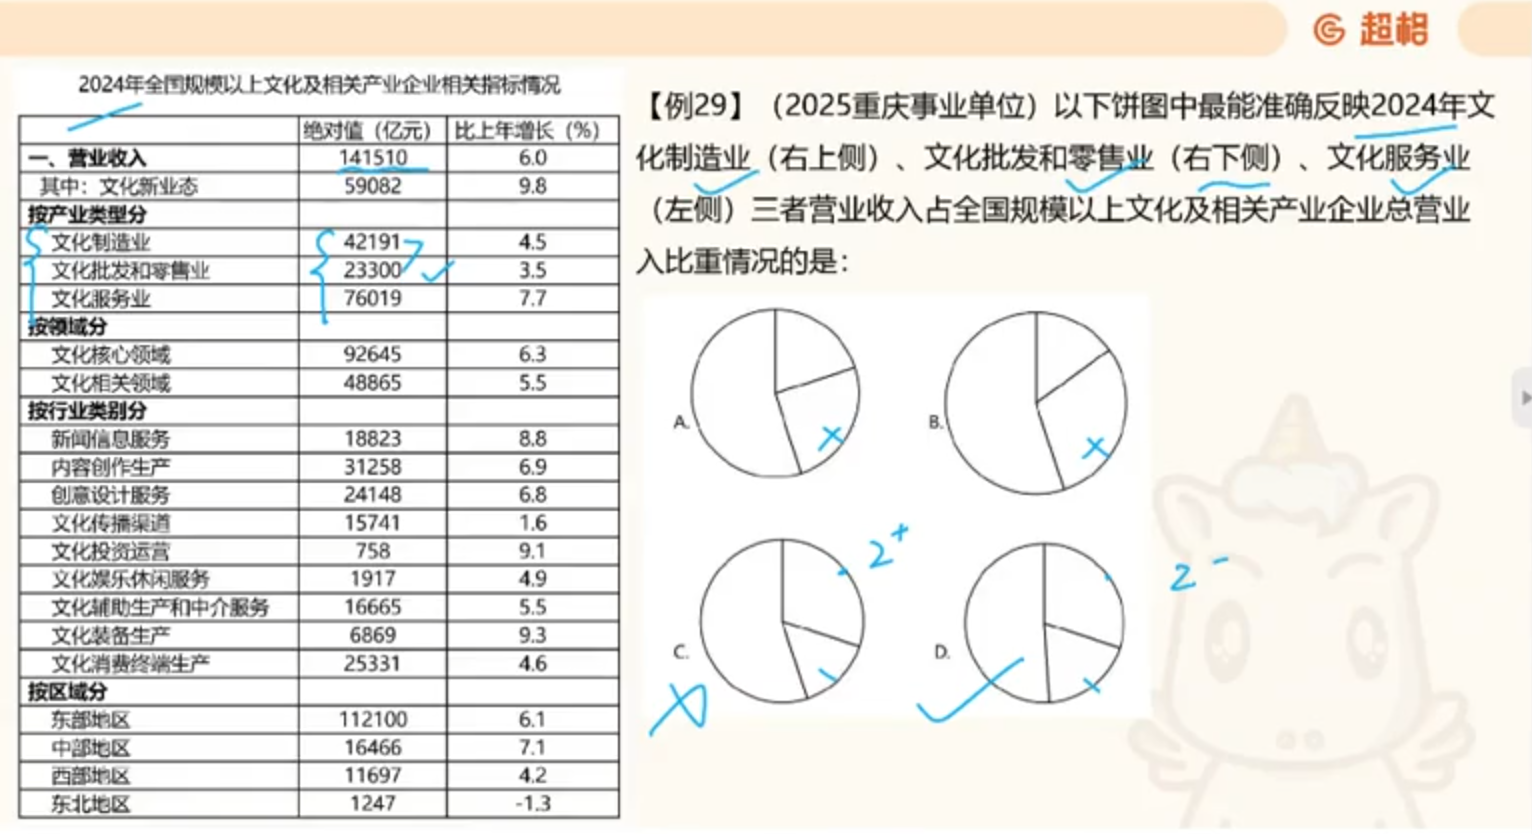 超格
2024年全国规模以上文化及相关产业企业相关指标情况
绝对值（亿元） 比上年增长（%）
一、营业收入 141510 6.0
其中：文化新业态 59082 9.8
按产业类型分
文化制造业 42191 4.5
文化批发和零售业 23300 3.5
文化服务业 76019 7.7
按领域分
文化核心领域 92645 6.3
文化相关领域 48865 5.5
按行业类别分
新闻信息服务 18823 8.8
内容创作生产 31258 6.9
创意设计服务 24148 6.8
文化传播渠道 15741 1.6
文化投资运营 758 9.1
文化娱乐休闲服务 1917 4.9
文化辅助生产和中介服务 16665 5.5
文化装备生产 6869 9.3
文化消费终端生产 25331 4.6
按区域分
东部地区 112100 6.1
中部地区 16466 7.1
西部地区 11697 4.2
东北地区 1247 -1.3
【例29】（2025重庆事业单位）以下饼图中最能准确反映2024年文
化制造业（右上侧）、文化批发和零售业（右下侧）、文化服务业
（左侧）三者营业收入占全国规模以上文化及相关产业企业总营业
入比重情况的是：
A.
B.
C.
2+
D.
2-